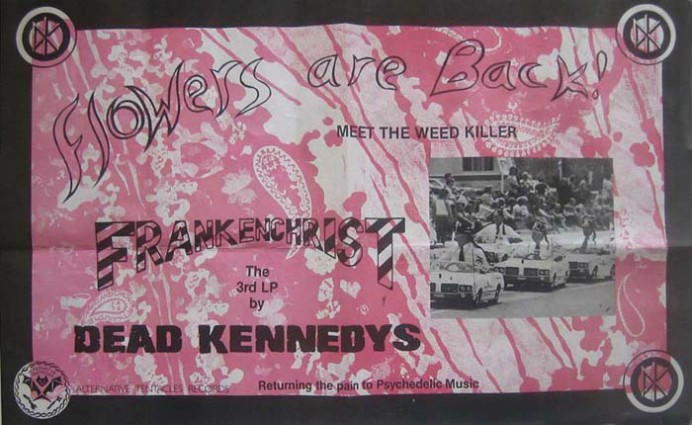 Flowers are Back!
MEET THE WEED KILLER
FRANKENCHRIST
The
3rd LP
by
DEAD KENNEDYS
ALTERNATIVE TENTACLES RECORDS
Returning the pain to Psychedelic Music